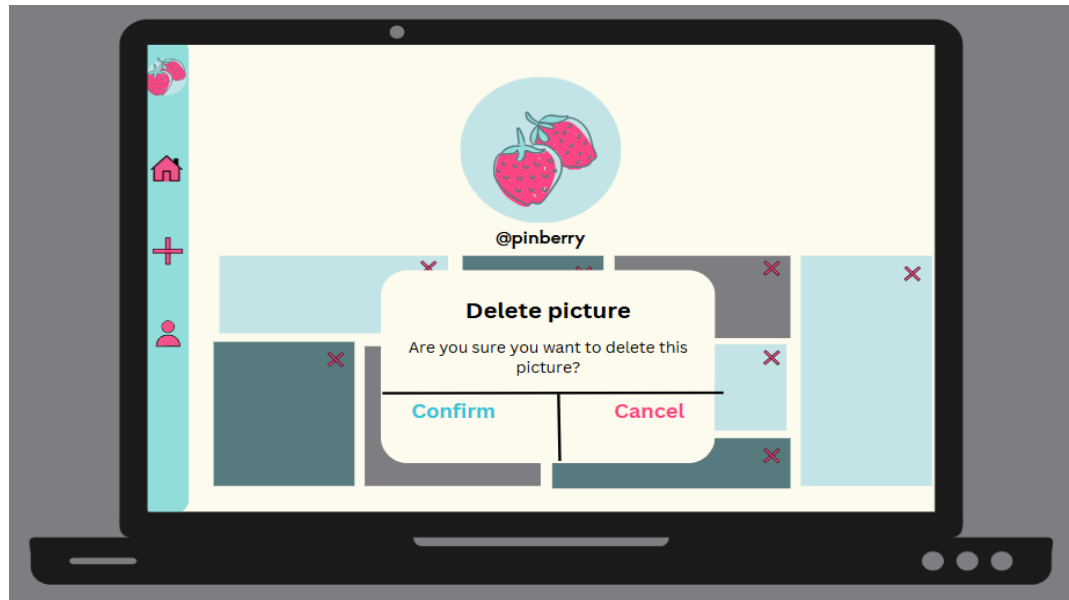 @pinberry
Delete picture
Are you sure you want to delete this
picture?
Confirm
Cancel